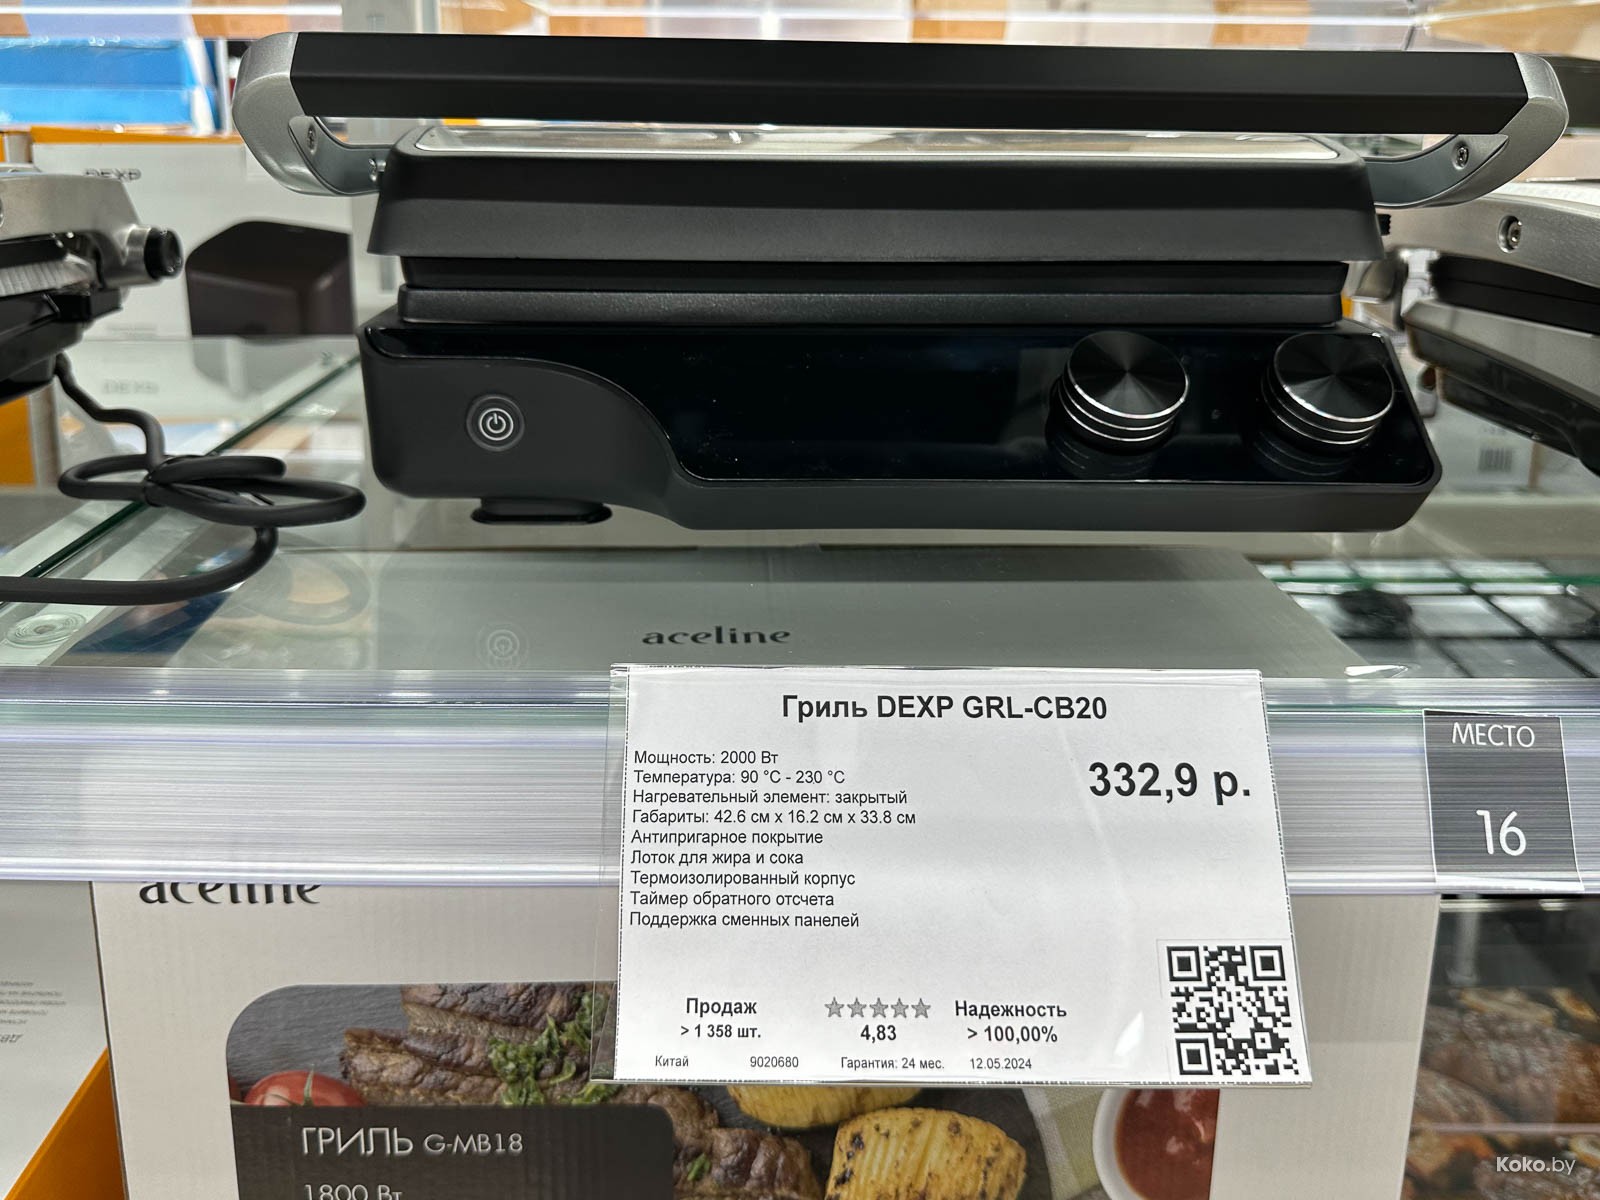 DEXP
DEXP
aceline
Гриль DEXP GRL-CB20
Мощность: 2000 Вт
Температура: 90 °C - 230 °C
Нагревательный элемент: закрытый
Габариты: 42.6 см x 16.2 см x 33.8 см
Антипригарное покрытие
Лоток для жира и сока
Термоизолированный корпус
Таймер обратного отсчета
Поддержка сменных панелей
332,9 р.
Продаж
> 1 358 шт.
4,83
Надежность
> 100,00%
Китай 9020680 Гарантия: 24 мес. 12.05.2024
МЕСТО
16
aceline
ГРИЛЬ G-MB18
1800 Вт
Koko.by